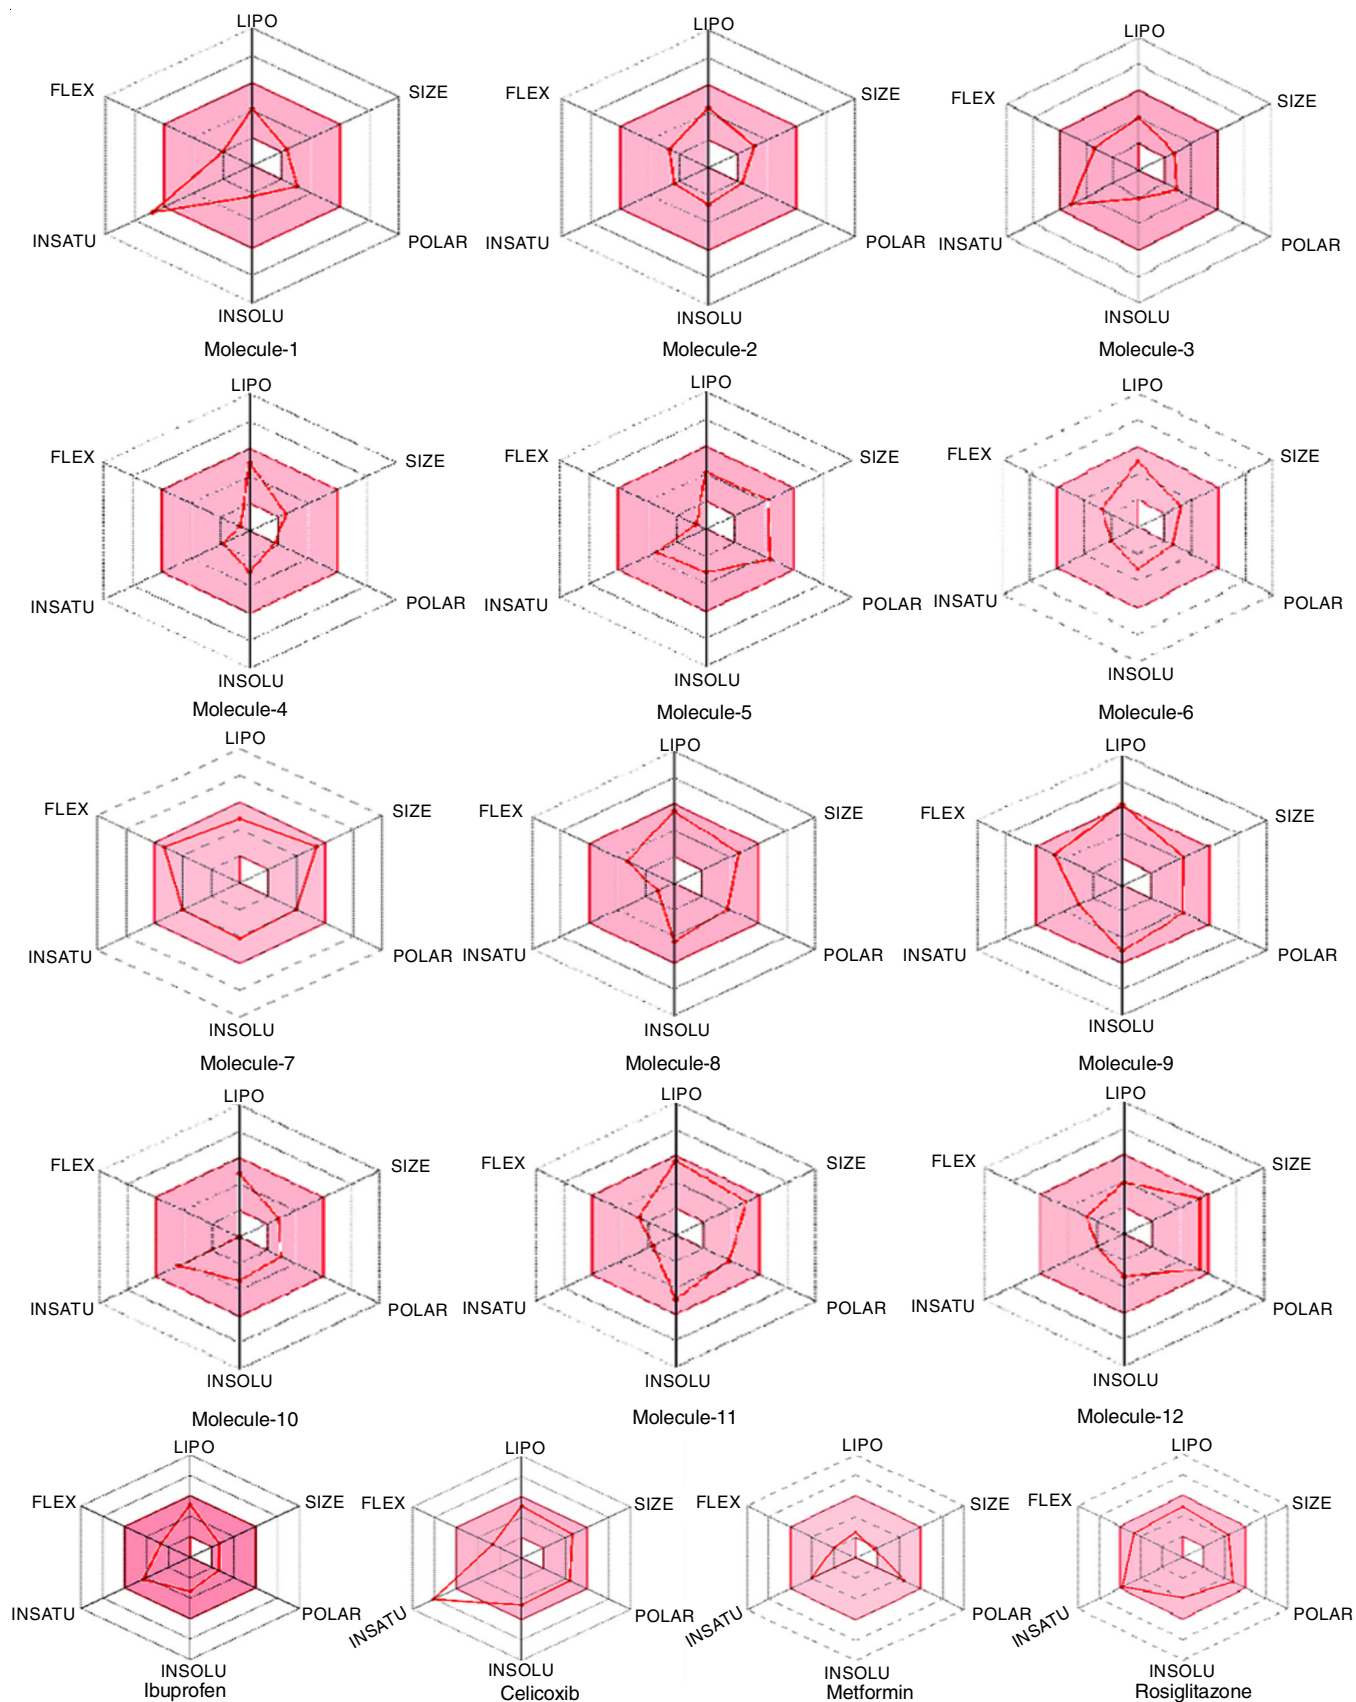 LIPO
FLEX SIZE
INSATU POLAR
INSOLU
Molecule-1
LIPO
FLEX SIZE
INSATU POLAR
INSOLU
Molecule-2
LIPO
FLEX SIZE
INSATU POLAR
INSOLU
Molecule-3
LIPO
FLEX SIZE
INSATU POLAR
INSOLU
Molecule-4
LIPO
FLEX SIZE
INSATU POLAR
INSOLU
Molecule-5
LIPO
FLEX SIZE
INSATU POLAR
INSOLU
Molecule-6
LIPO
FLEX SIZE
INSATU POLAR
INSOLU
Molecule-7
LIPO
FLEX SIZE
INSATU POLAR
INSOLU
Molecule-8
LIPO
FLEX SIZE
INSATU POLAR
INSOLU
Molecule-9
LIPO
FLEX SIZE
INSATU POLAR
INSOLU
Molecule-10
LIPO
FLEX SIZE
INSATU POLAR
INSOLU
Molecule-11
LIPO
FLEX SIZE
INSATU POLAR
INSOLU
Molecule-12
LIPO
FLEX SIZE
INSATU POLAR
INSOLU
Ibuprofen
LIPO
FLEX SIZE
INSATU POLAR
INSOLU
Celicoxib
LIPO
FLEX SIZE
INSATU POLAR
INSOLU
Metformin
LIPO
FLEX SIZE
INSATU POLAR
INSOLU
Rosiglitazone